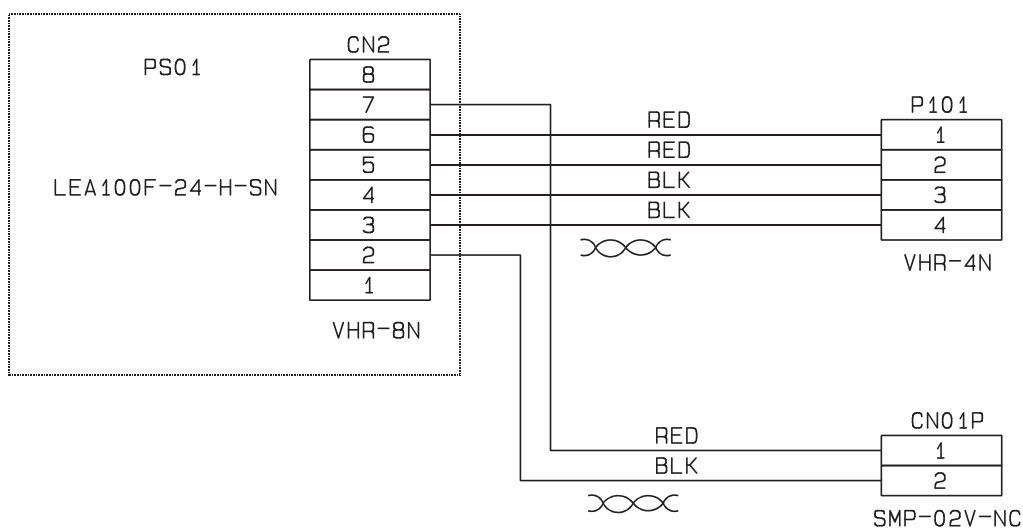 PS01
LEA100F-24-H-SN
CN2
8
7
6
5
4
3
2
1
VHR-8N
RED
RED
BLK
BLK
P101
1
2
3
4
VHR-4N
RED
BLK
CN01P
1
2
SMP-02V-NC